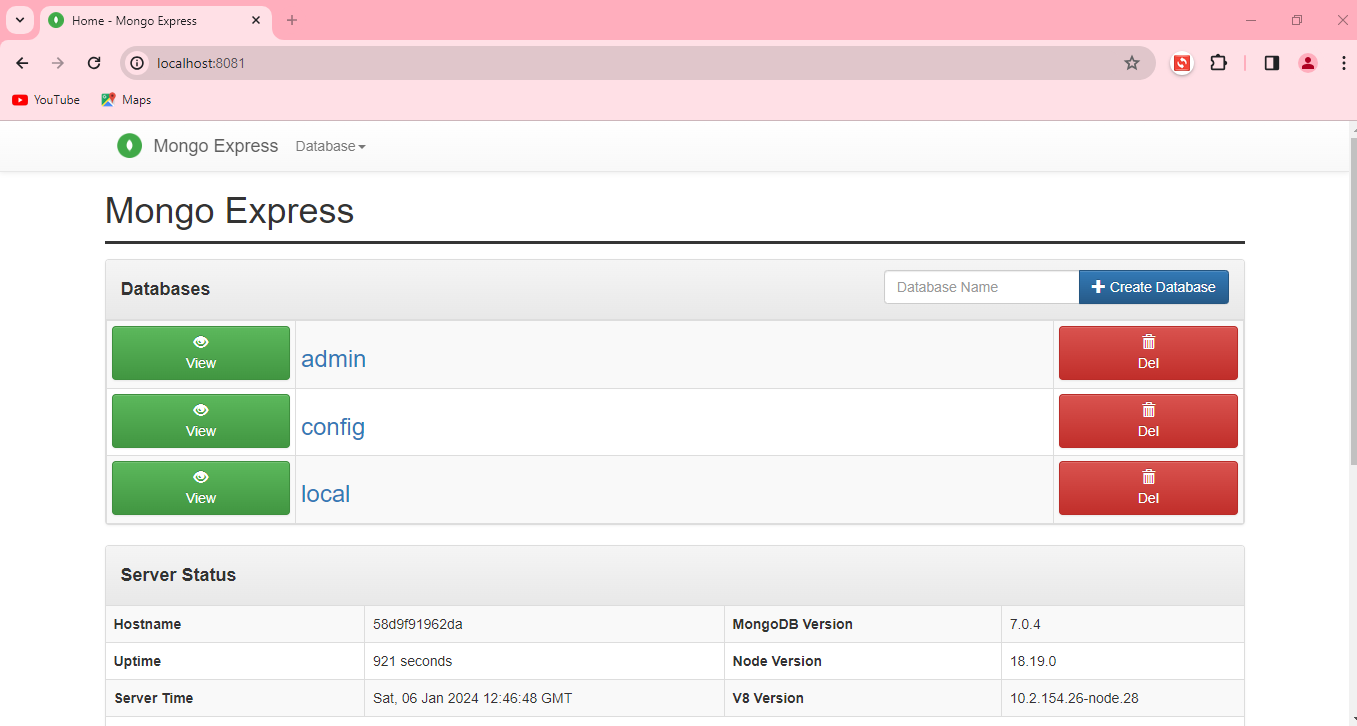 Home - Mongo Express
localhost:8081
YouTube Maps
Mongo Express Database
Mongo Express
Databases Database Name Create Database
View admin Del
View config Del
View local Del
Server Status
Hostname 58d9f91962da MongoDB Version 7.0.4
Uptime 921 seconds Node Version 18.19.0
Server Time Sat, 06 Jan 2024 12:46:48 GMT V8 Version 10.2.154.26-node.28